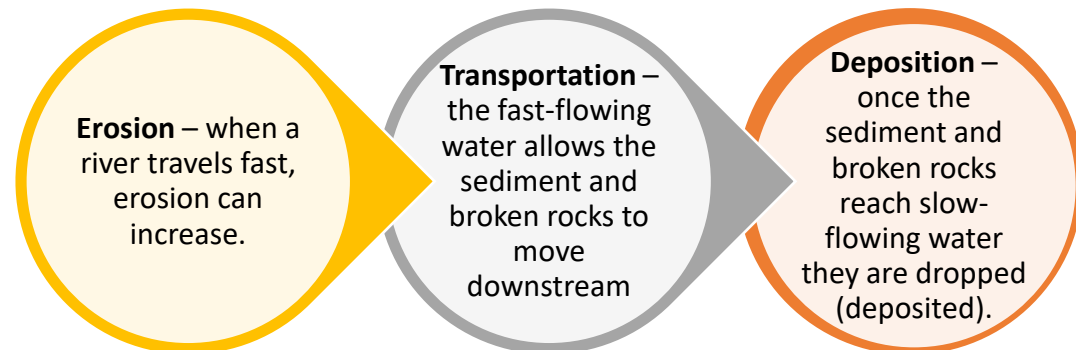 Erosion – when a
river travels fast,
erosion can
increase.
Transportation –
the fast-flowing
water allows the
sediment and
broken rocks to
move
downstream
Deposition –
once the
sediment and
broken rocks
reach slow-
flowing water
they are dropped
(deposited).